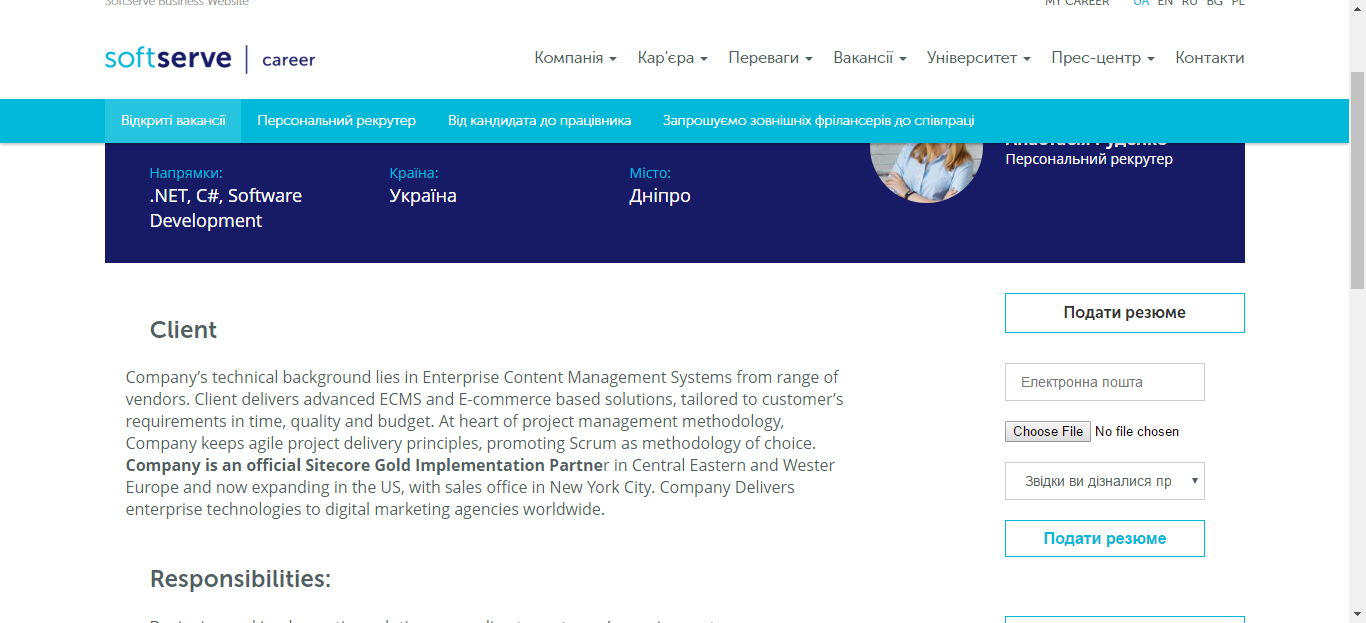 SoftServe Business Website
MY CAREER UA EN RU BG PL
softserve | career
Компанія Кар'єра Переваги Вакансії Університет Прес-центр Контакти
Відкриті вакансії Персональний рекрутер Від кандидата до працівника Запрошуємо зовнішніх фрілансерів до співпраці
Анастасія Руденко
Персональний рекрутер
Напрямки: Країна: Місто:
.NET, C#, Software Україна Дніпро
Development
Подати резюме
Client
Company’s technical background lies in Enterprise Content Management Systems from range of
vendors. Client delivers advanced ECMS and E-commerce based solutions, tailored to customer’s
requirements in time, quality and budget. At heart of project management methodology,
Company keeps agile project delivery principles, promoting Scrum as methodology of choice.
Company is an official Sitecore Gold Implementation Partner in Central Eastern and Wester
Europe and now expanding in the US, with sales office in New York City. Company Delivers
enterprise technologies to digital marketing agencies worldwide.
Електронна пошта
Choose File No file chosen
Звідки ви дізналися пр
Подати резюме
Responsibilities: